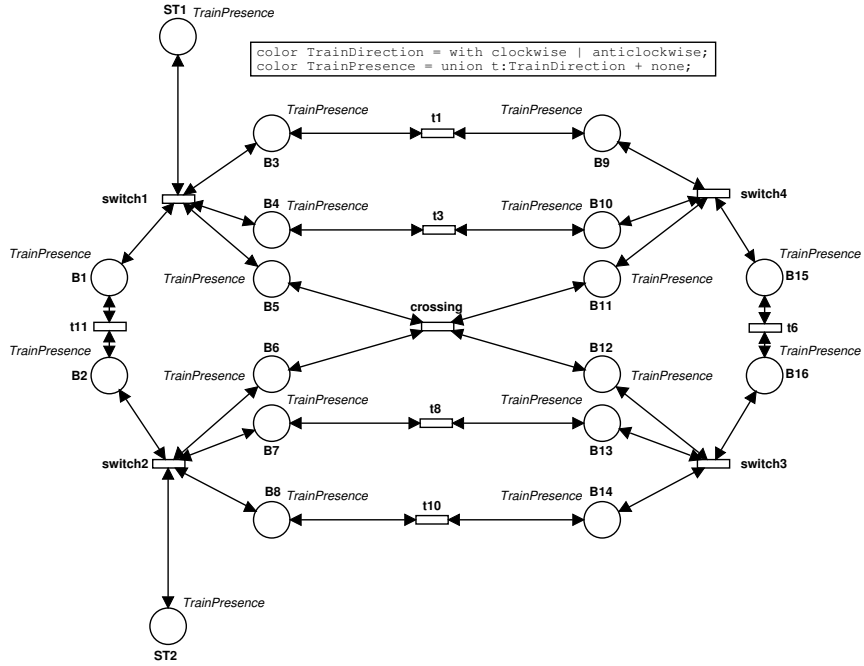 ST1 TrainPresence
color TrainDirection = with clockwise | anticlockwise;
color TrainPresence = union t:TrainDirection + none;
TrainPresence t1 TrainPresence
B3 B9
switch1 TrainPresence TrainPresence switch4
B4 t3 B10
TrainPresence TrainPresence TrainPresence TrainPresence
B1 B5 crossing B11 B15
t11 t6
TrainPresence B6 B12 TrainPresence
B2 TrainPresence TrainPresence B16
TrainPresence t8 TrainPresence
B7 B13
switch2 switch3
B8 TrainPresence t10 TrainPresence B14
TrainPresence
ST2